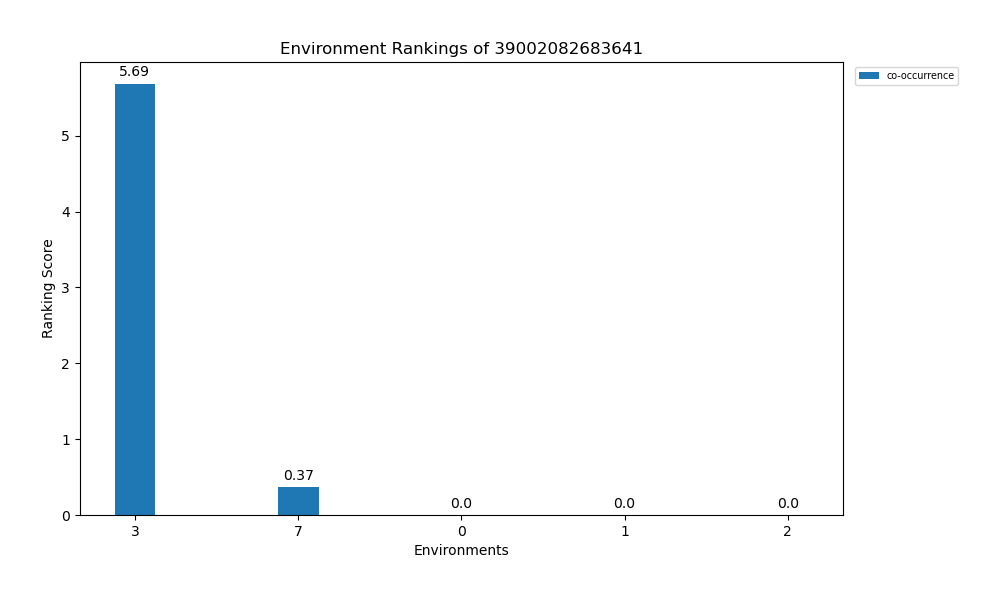 Environment Rankings of 39002082683641
co-occurrence
5.69
0.37
0.0
0.0
0.0
5
4
3
2
1
0
Ranking Score
3 7 0 1 2
Environments